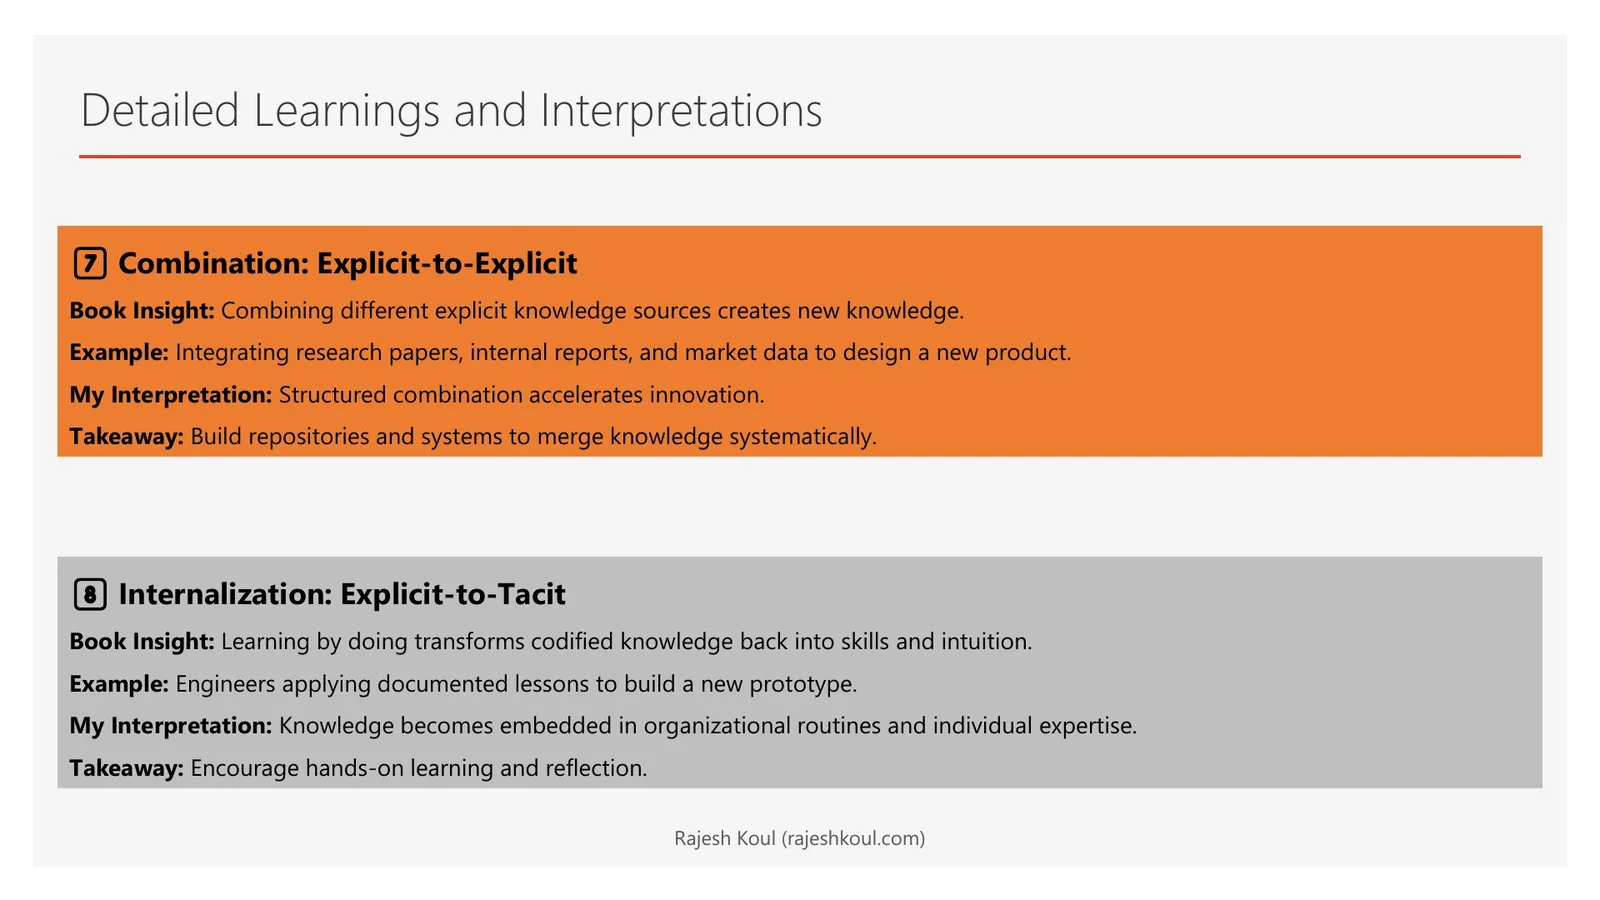 Detailed Learnings and Interpretations
7 Combination: Explicit-to-Explicit
Book Insight: Combining different explicit knowledge sources creates new knowledge.
Example: Integrating research papers, internal reports, and market data to design a new product.
My Interpretation: Structured combination accelerates innovation.
Takeaway: Build repositories and systems to merge knowledge systematically.
8 Internalization: Explicit-to-Tacit
Book Insight: Learning by doing transforms codified knowledge back into skills and intuition.
Example: Engineers applying documented lessons to build a new prototype.
My Interpretation: Knowledge becomes embedded in organizational routines and individual expertise.
Takeaway: Encourage hands-on learning and reflection.
Rajesh Koul (rajeshkoul.com)